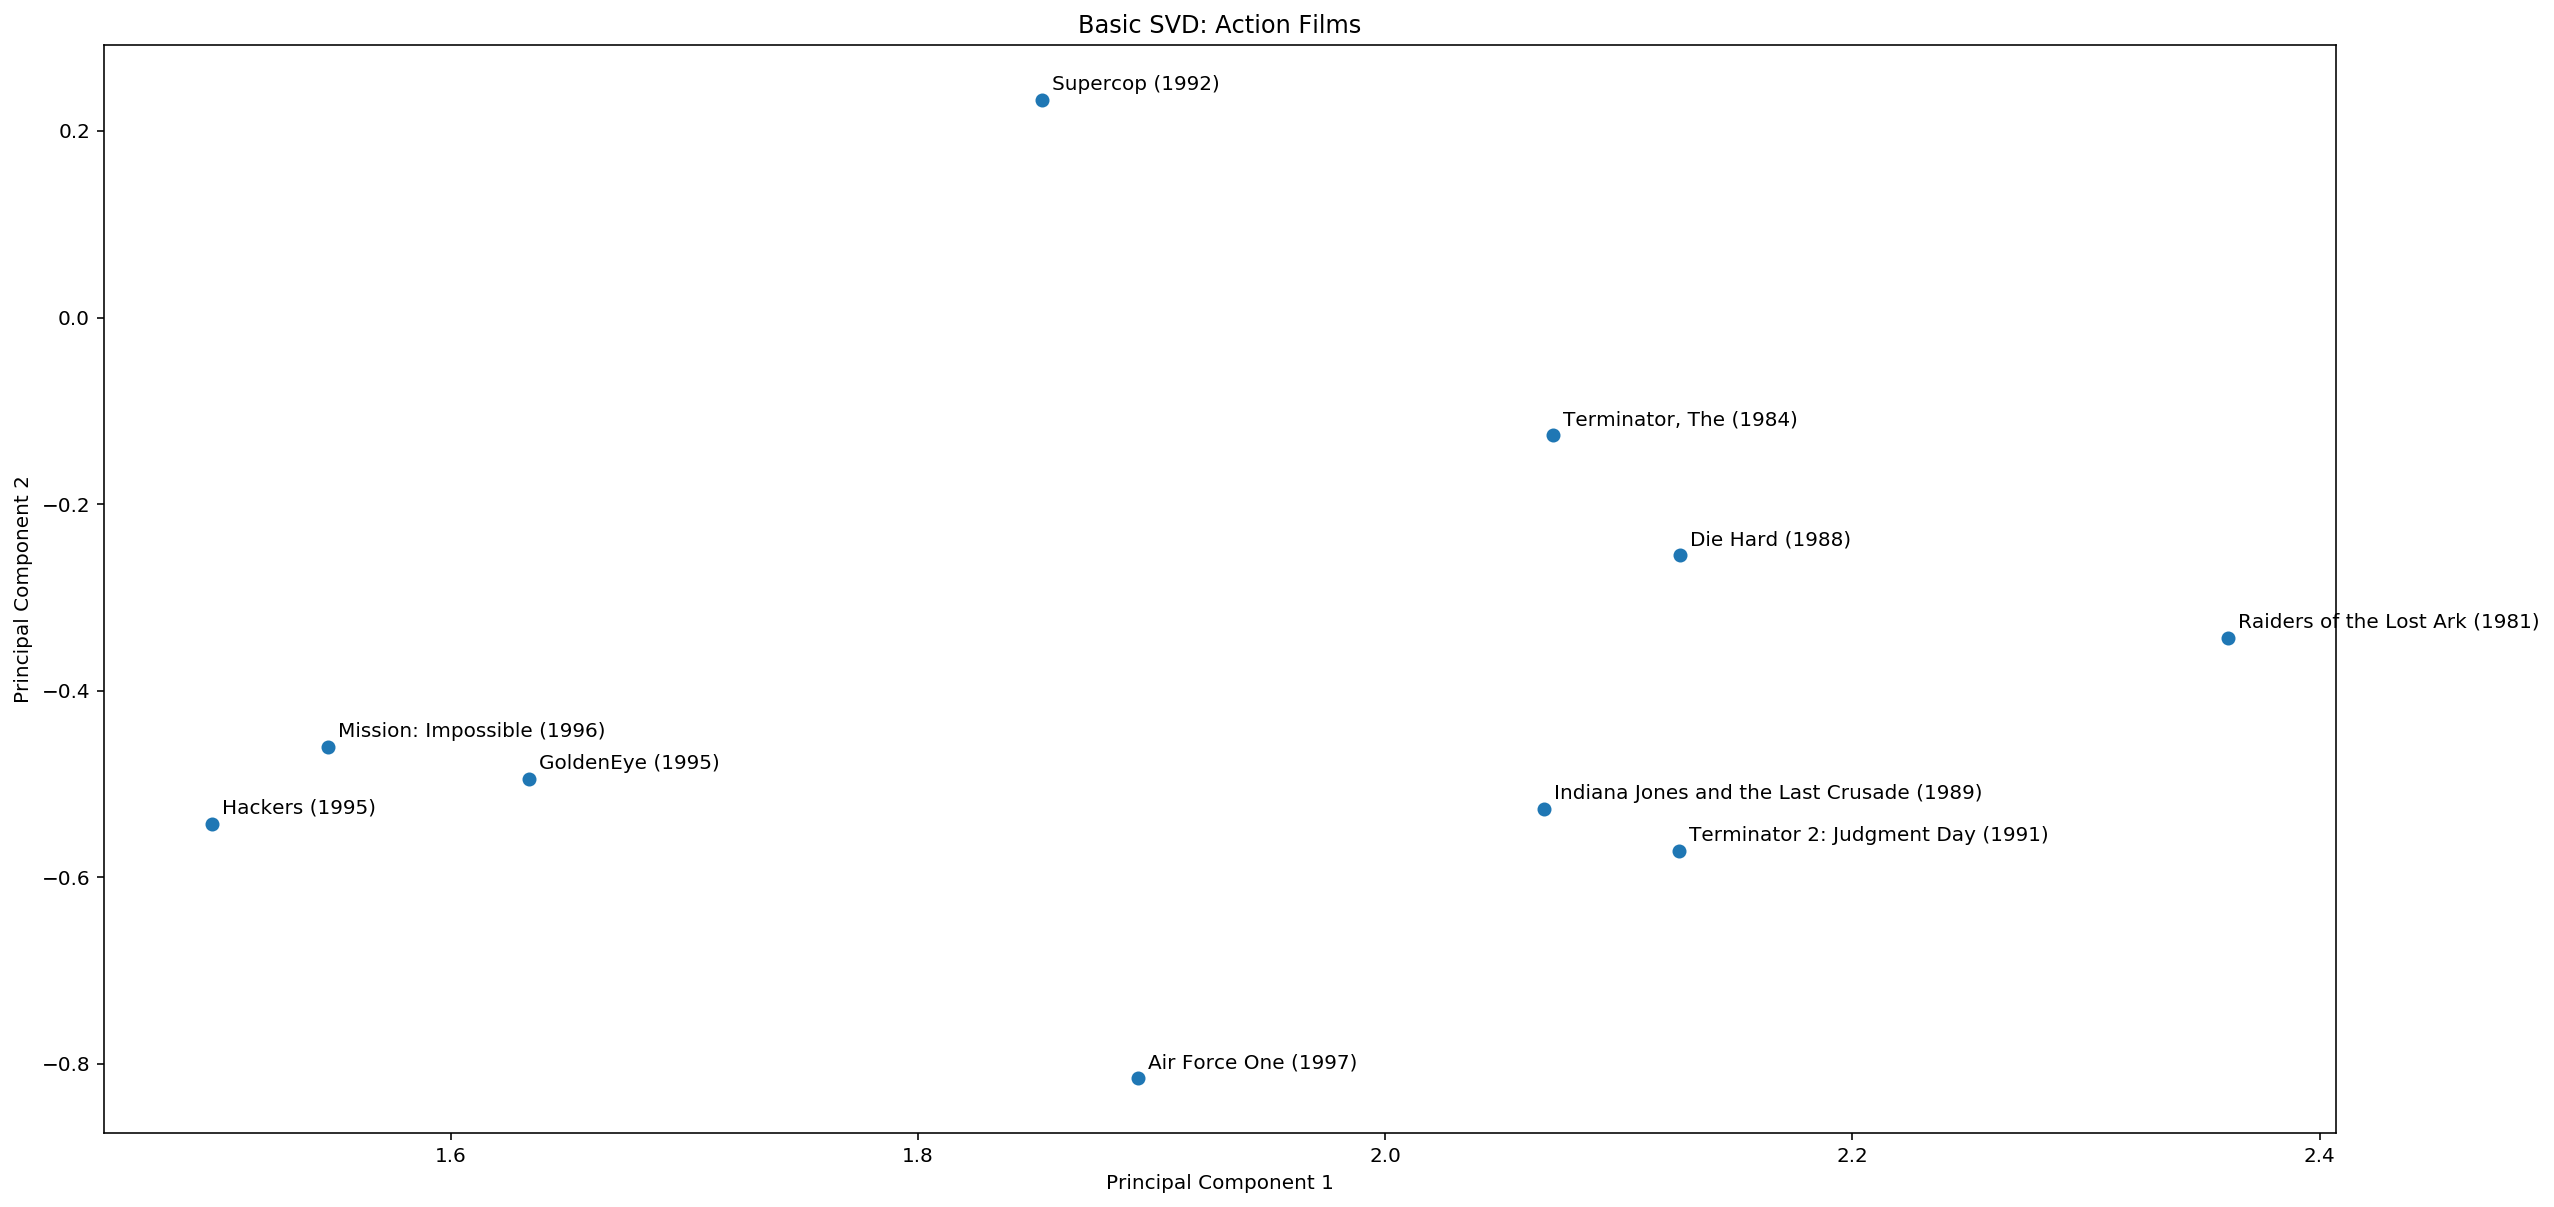 Basic SVD: Action Films
Supercop (1992)
0.2
0.0
Terminator, The (1984)
−0.2
Die Hard (1988)
Raiders of the Lost Ark (1981)
Principal Component 2
−0.4
Mission: Impossible (1996)
GoldenEye (1995)
Indiana Jones and the Last Crusade (1989)
Hackers (1995)
Terminator 2: Judgment Day (1991)
−0.6
Air Force One (1997)
−0.8
1.6 1.8 2.0 2.2 2.4
Principal Component 1